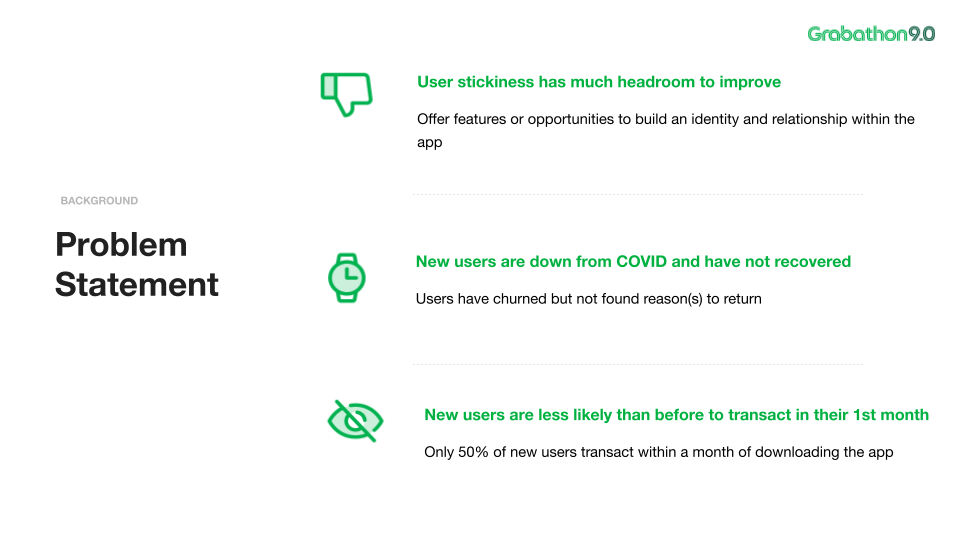 Grabathon9.0
User stickiness has much headroom to improve
Offer features or opportunities to build an identity and relationship within the
app
BACKGROUND
Problem
Statement
New users are down from COVID and have not recovered
Users have churned but not found reason(s) to return
New users are less likely than before to transact in their 1st month
Only 50% of new users transact within a month of downloading the app